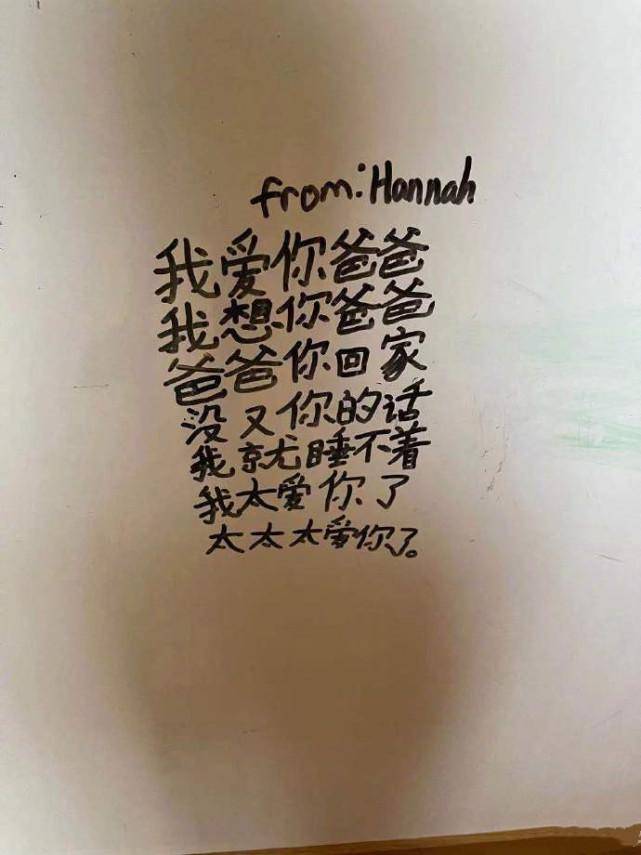 from: Hannah
我爱你爸爸
我想你爸爸
爸爸你回家
没又你的话
我就睡不着
我太爱你了
太太太爱你了。